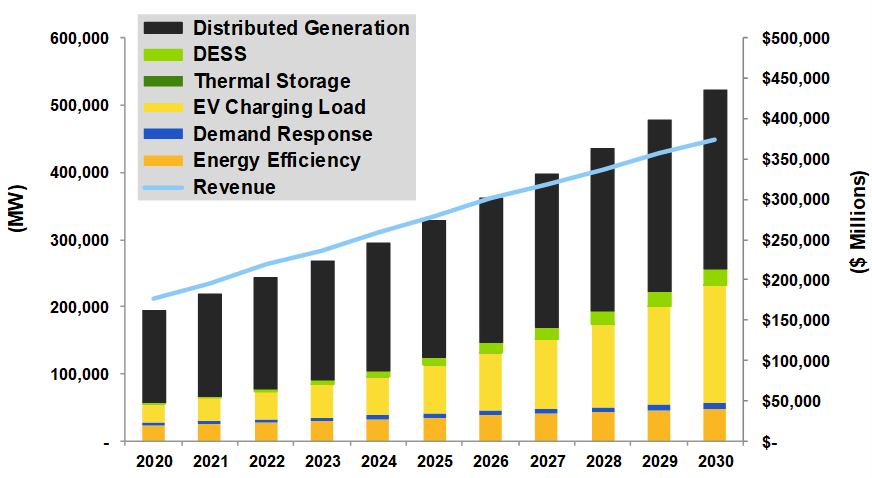 Distributed Generation
DESS
Thermal Storage
EV Charging Load
Demand Response
Energy Efficiency
Revenue
(MW)
600,000
500,000
400,000
300,000
200,000
100,000
-
$500,000
$450,000
$400,000
$350,000
$300,000
$250,000
$200,000
$150,000
$100,000
$50,000
$-
($ Millions)
2020 2021 2022 2023 2024 2025 2026 2027 2028 2029 2030